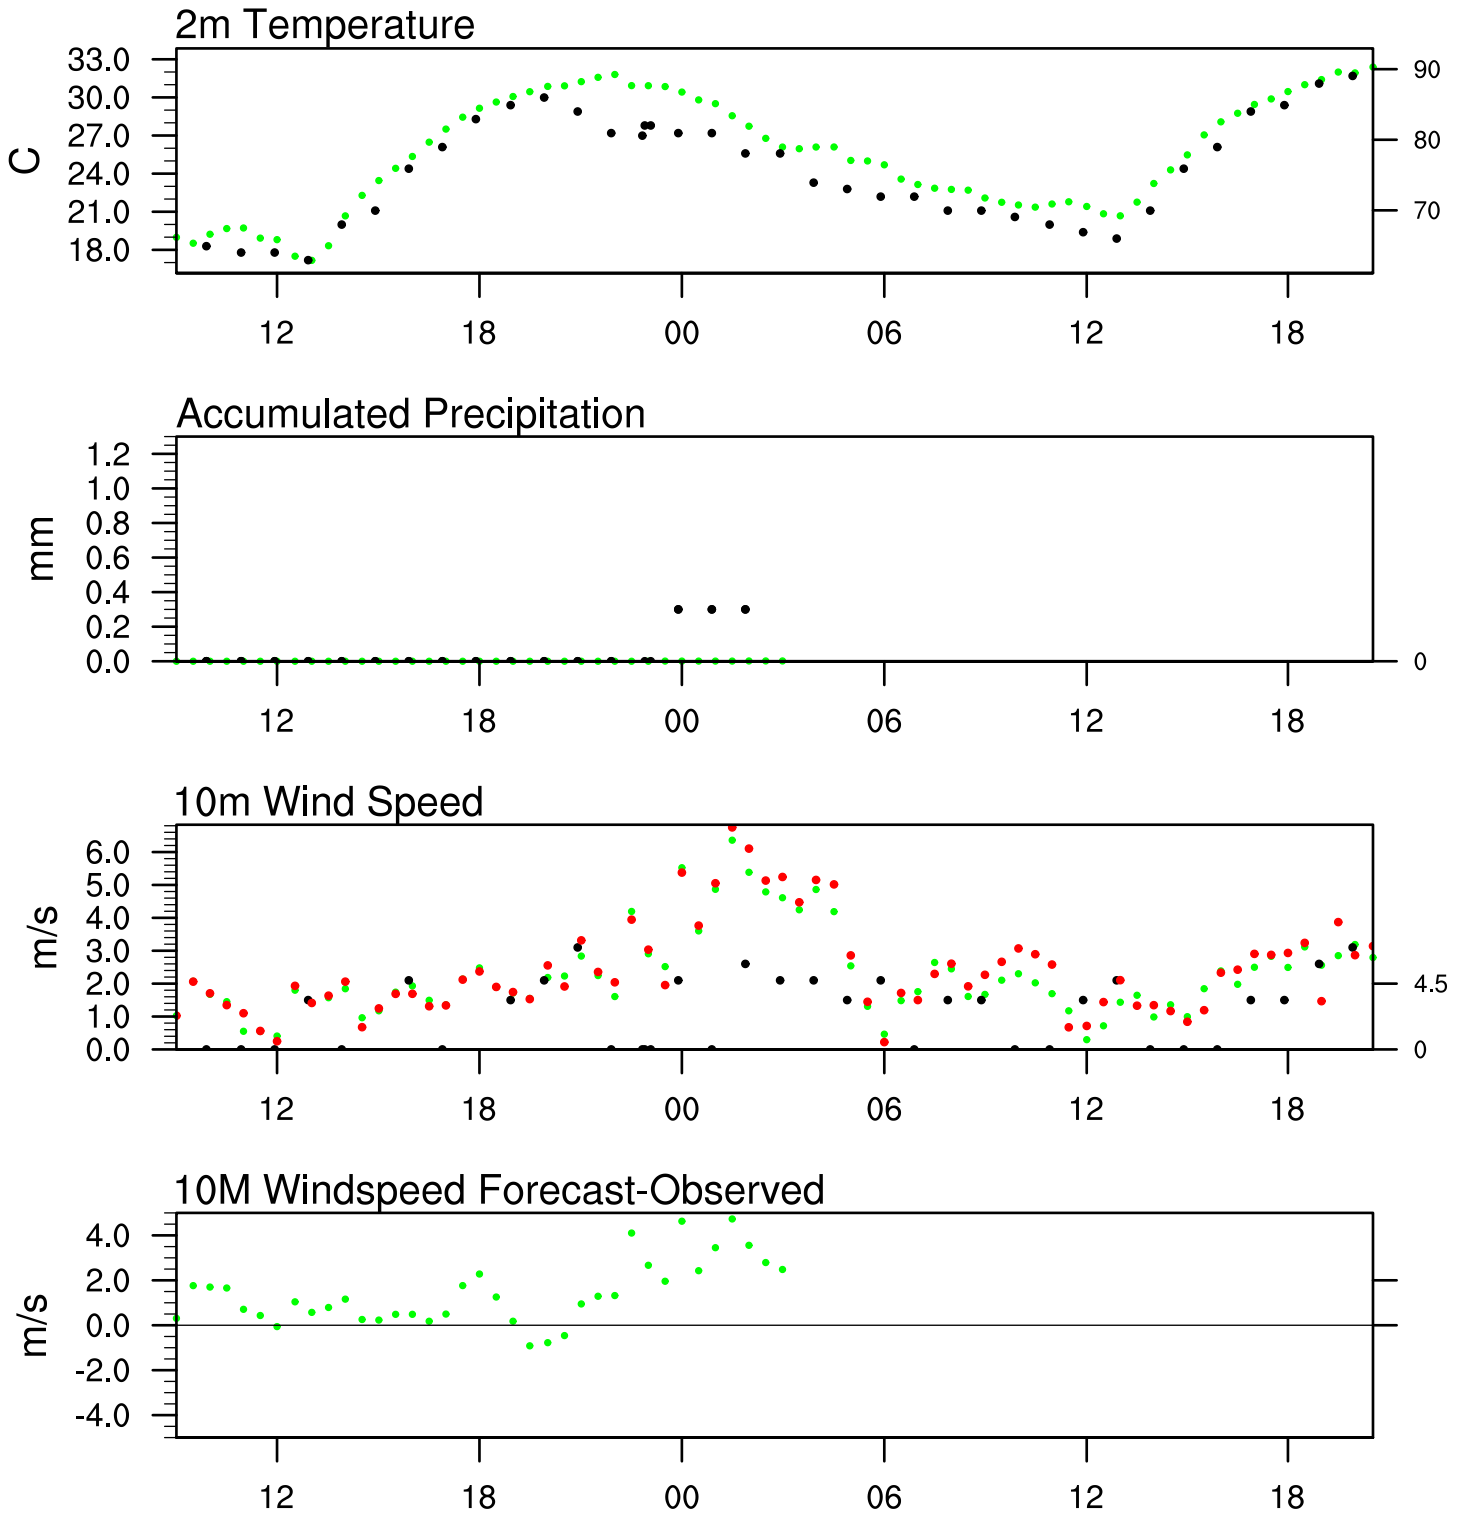 2m Temperature
33.0
30.0
27.0
24.0
21.0
18.0
C
90
80
70
12 18 00 06 12 18
Accumulated Precipitation
1.2
1.0
0.8
0.6
0.4
0.2
0.0
mm
0
12 18 00 06 12 18
10m Wind Speed
6.0
5.0
4.0
3.0
2.0
1.0
0.0
m/s
4.5
0
12 18 00 06 12 18
10M Windspeed Forecast-Observed
4.0
2.0
0.0
-2.0
-4.0
m/s
12 18 00 06 12 18